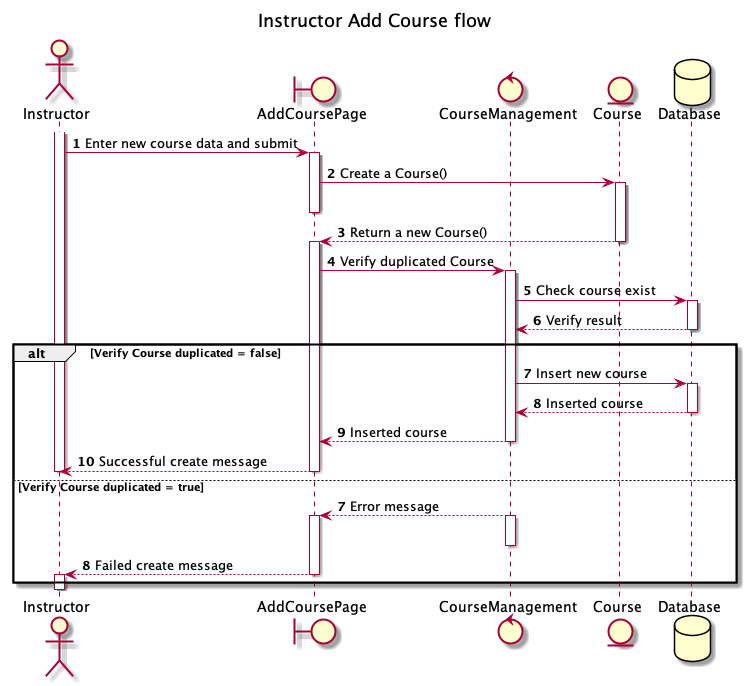 Instructor Add Course flow
Instructor AddCoursePage CourseManagement Course Database
1 Enter new course data and submit
2 Create a Course()
3 Return a new Course()
4 Verify duplicated Course
5 Check course exist
6 Verify result
alt [Verify Course duplicated = false]
7 Insert new course
8 Inserted course
9 Inserted course
10 Successful create message
[Verify Course duplicated = true]
7 Error message
8 Failed create message
Instructor AddCoursePage CourseManagement Course Database